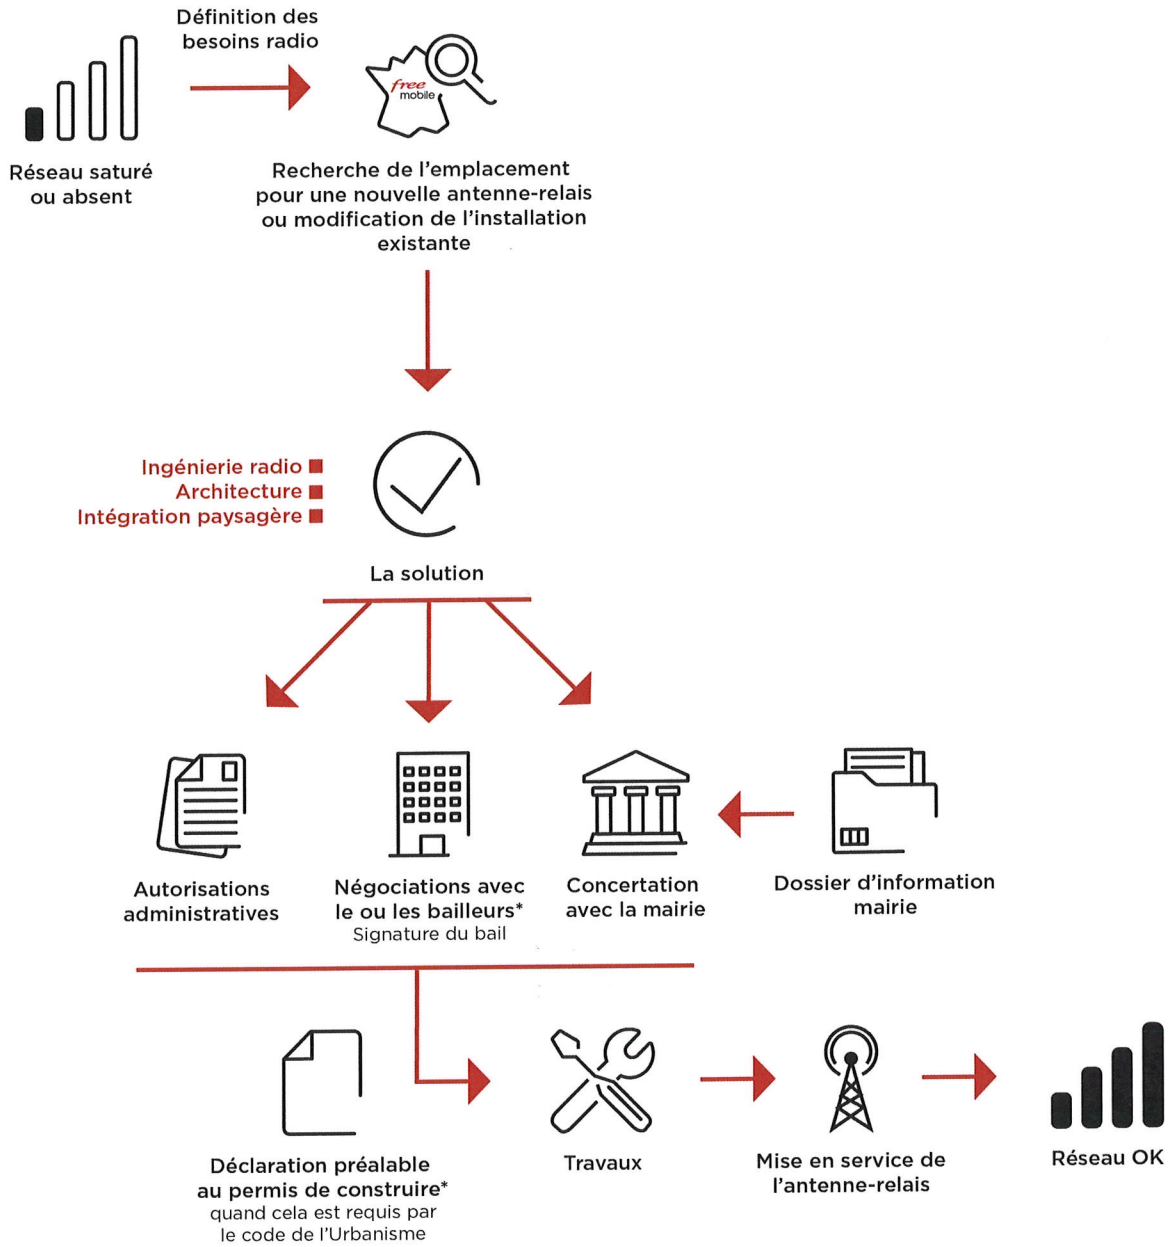 Définition des
besoins radio
free
mobile
Réseau saturé
ou absent
Recherche de l'emplacement
pour une nouvelle antenne-relais
ou modification de l'installation
existante
Ingénierie radio
Architecture
Intégration paysagère
La solution
Autorisations
administratives
Négociations avec
le ou les bailleurs*
Signature du bail
Concertation
avec la mairie
Dossier d'information
mairie
Déclaration préalable
au permis de construire*
quand cela est requis par
le code de l'Urbanisme
Travaux
Mise en service de
l'antenne-relais
Réseau OK